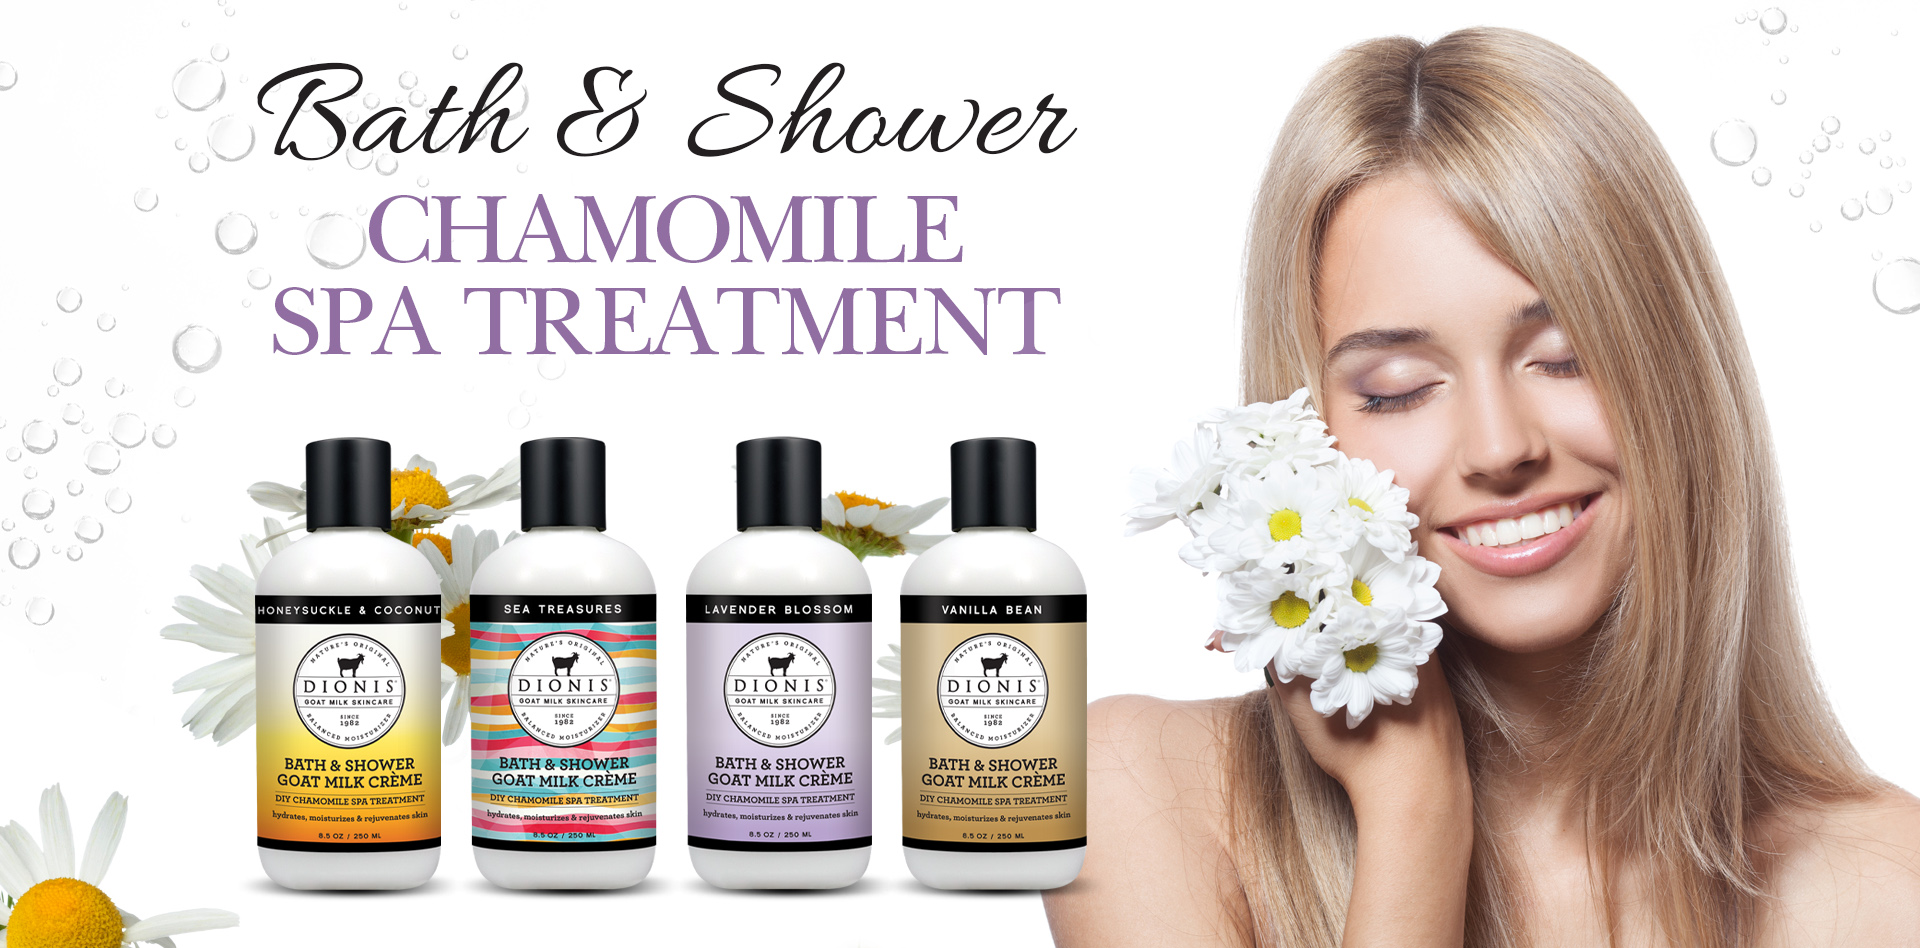 Bath & Shower
CHAMOMILE
SPA TREATMENT
HONEYSUCKLE & COCONUT
NATURE'S ORIGINAL
DIONIS®
GOAT MILK SKINCARE
SINCE
1982
BALANCED MOISTURIZER
BATH & SHOWER
GOAT MILK CRÈME
DIY CHAMOMILE SPA TREATMENT
hydrates, moisturizes & rejuvenates skin
8.5 OZ / 250 ML
SEA TREASURES
NATURE'S ORIGINAL
DIONIS®
GOAT MILK SKINCARE
SINCE
1982
BALANCED MOISTURIZER
BATH & SHOWER
GOAT MILK CRÈME
DIY CHAMOMILE SPA TREATMENT
hydrates, moisturizes & rejuvenates skin
8.5 OZ / 250 ML
LAVENDER BLOSSOM
NATURE'S ORIGINAL
DIONIS®
GOAT MILK SKINCARE
SINCE
1982
BALANCED MOISTURIZER
BATH & SHOWER
GOAT MILK CRÈME
DIY CHAMOMILE SPA TREATMENT
hydrates, moisturizes & rejuvenates skin
8.5 OZ / 250 ML
VANILLA BEAN
NATURE'S ORIGINAL
DIONIS®
GOAT MILK SKINCARE
SINCE
1982
BALANCED MOISTURIZER
BATH & SHOWER
GOAT MILK CRÈME
DIY CHAMOMILE SPA TREATMENT
hydrates, moisturizes & rejuvenates skin
8.5 OZ / 250 ML